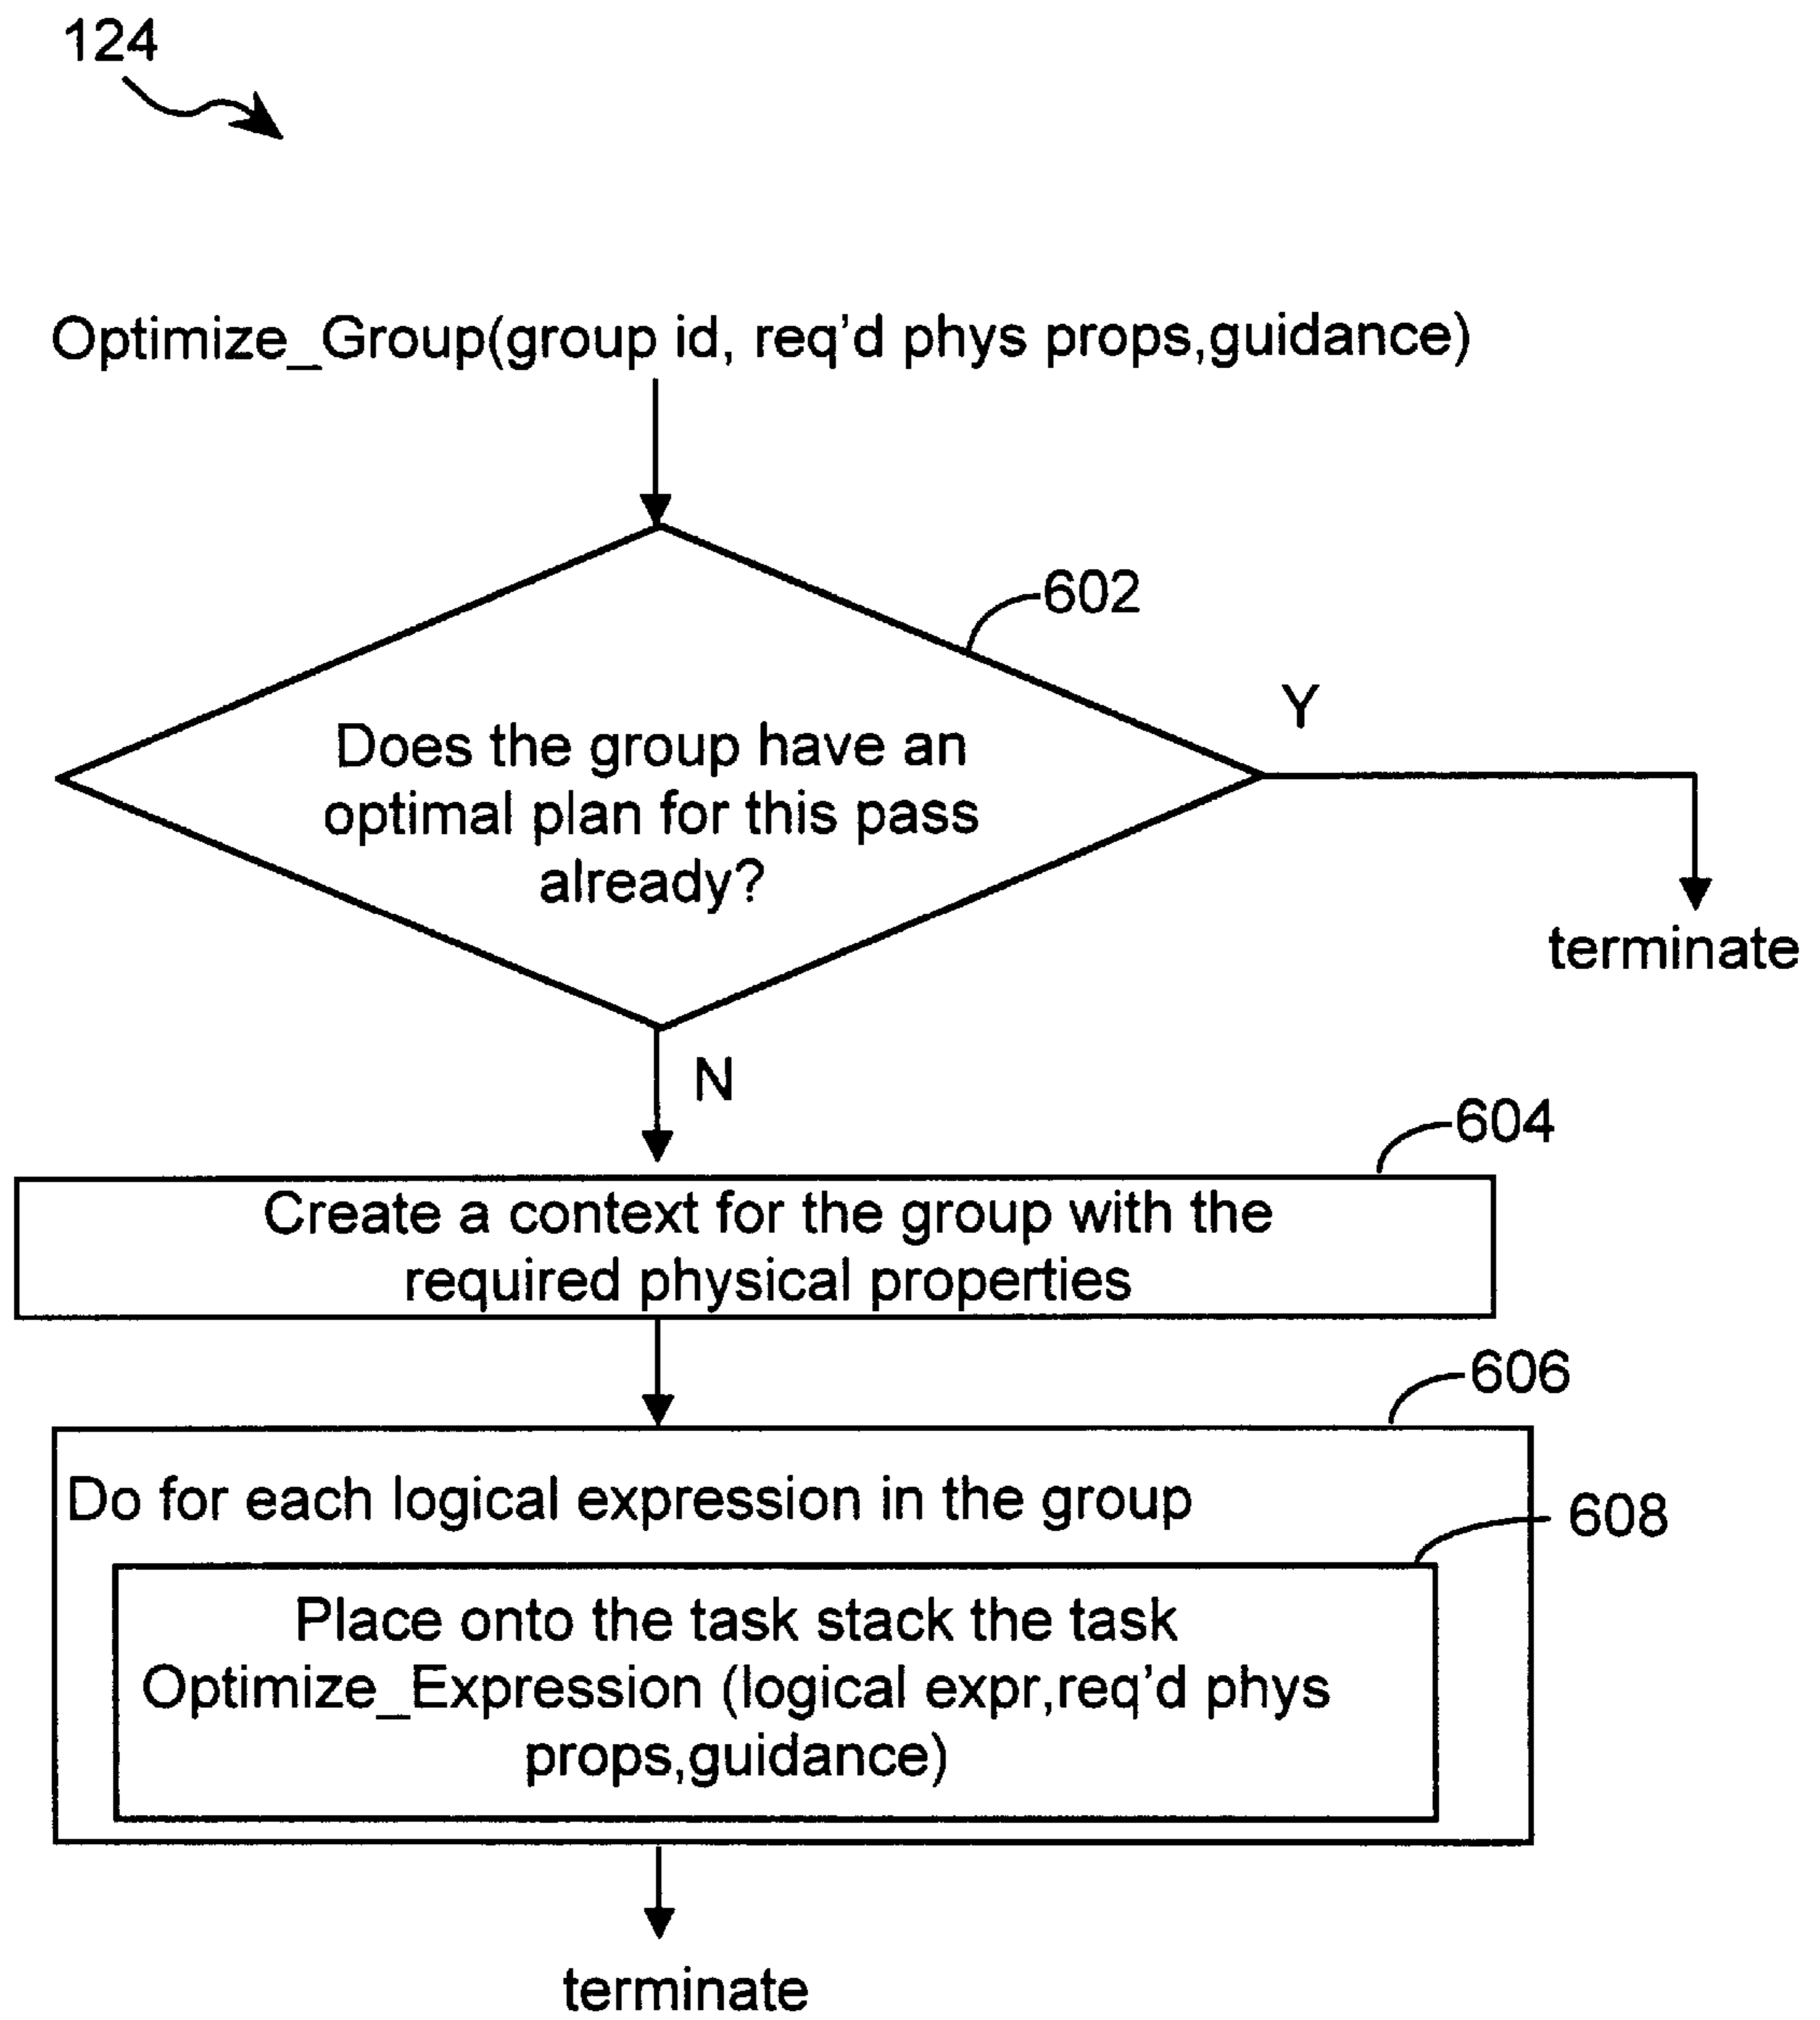 124
Optimize_Group(group id, req'd phys props,guidance)
602
Y
Does the group have an
optimal plan for this pass
already?
terminate
N
604
Create a context for the group with the
required physical properties
606
Do for each logical expression in the group
608
Place onto the task stack the task
Optimize_Expression (logical expr,req'd phys
props,guidance)
terminate